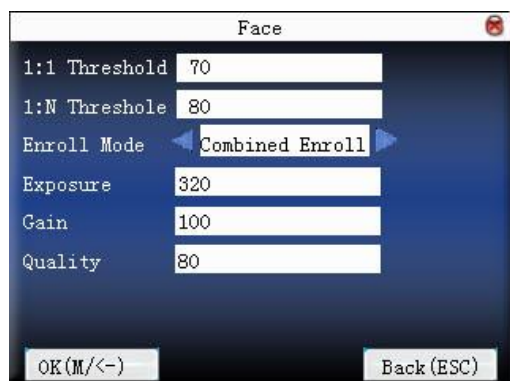 Face
1:1 Threshold 70
1:N Threshole 80
Enroll Mode Combined Enroll
Exposure 320
Gain 100
Quality 80
OK(M/<-) Back(ESC)